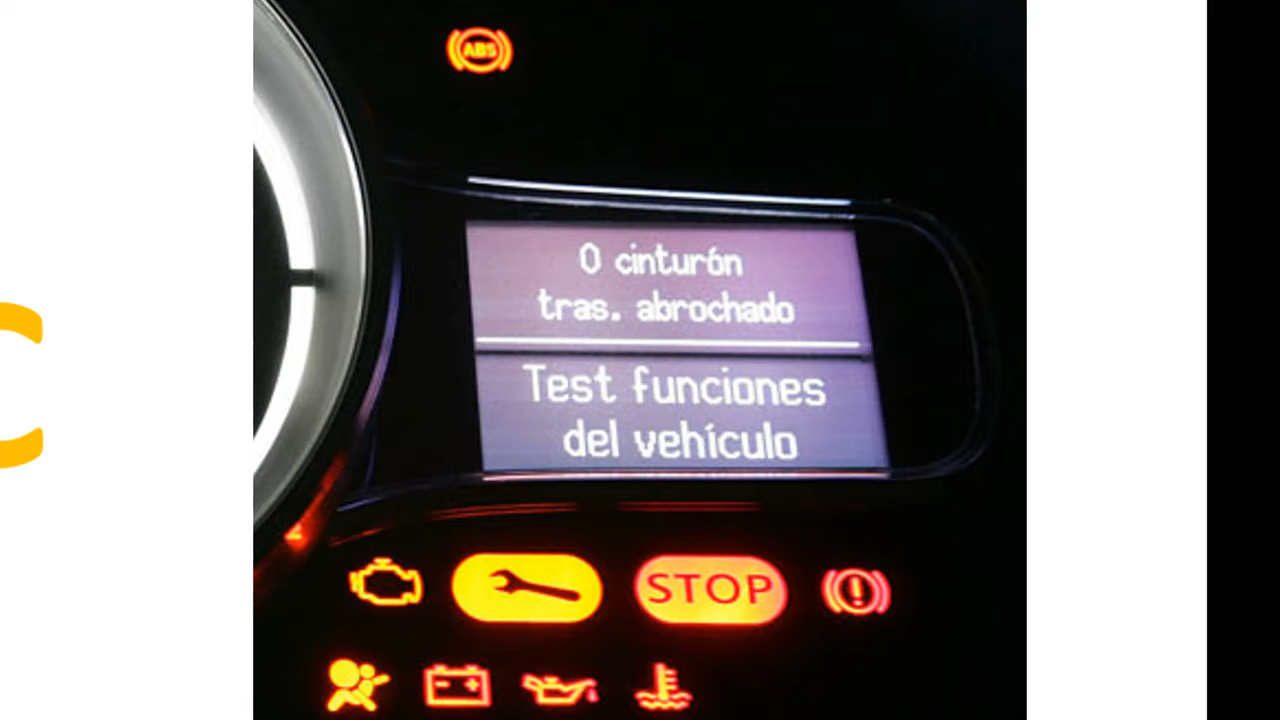 ABS
0 cinturón
tras. abrochado
Test funciones
del vehículo
STOP